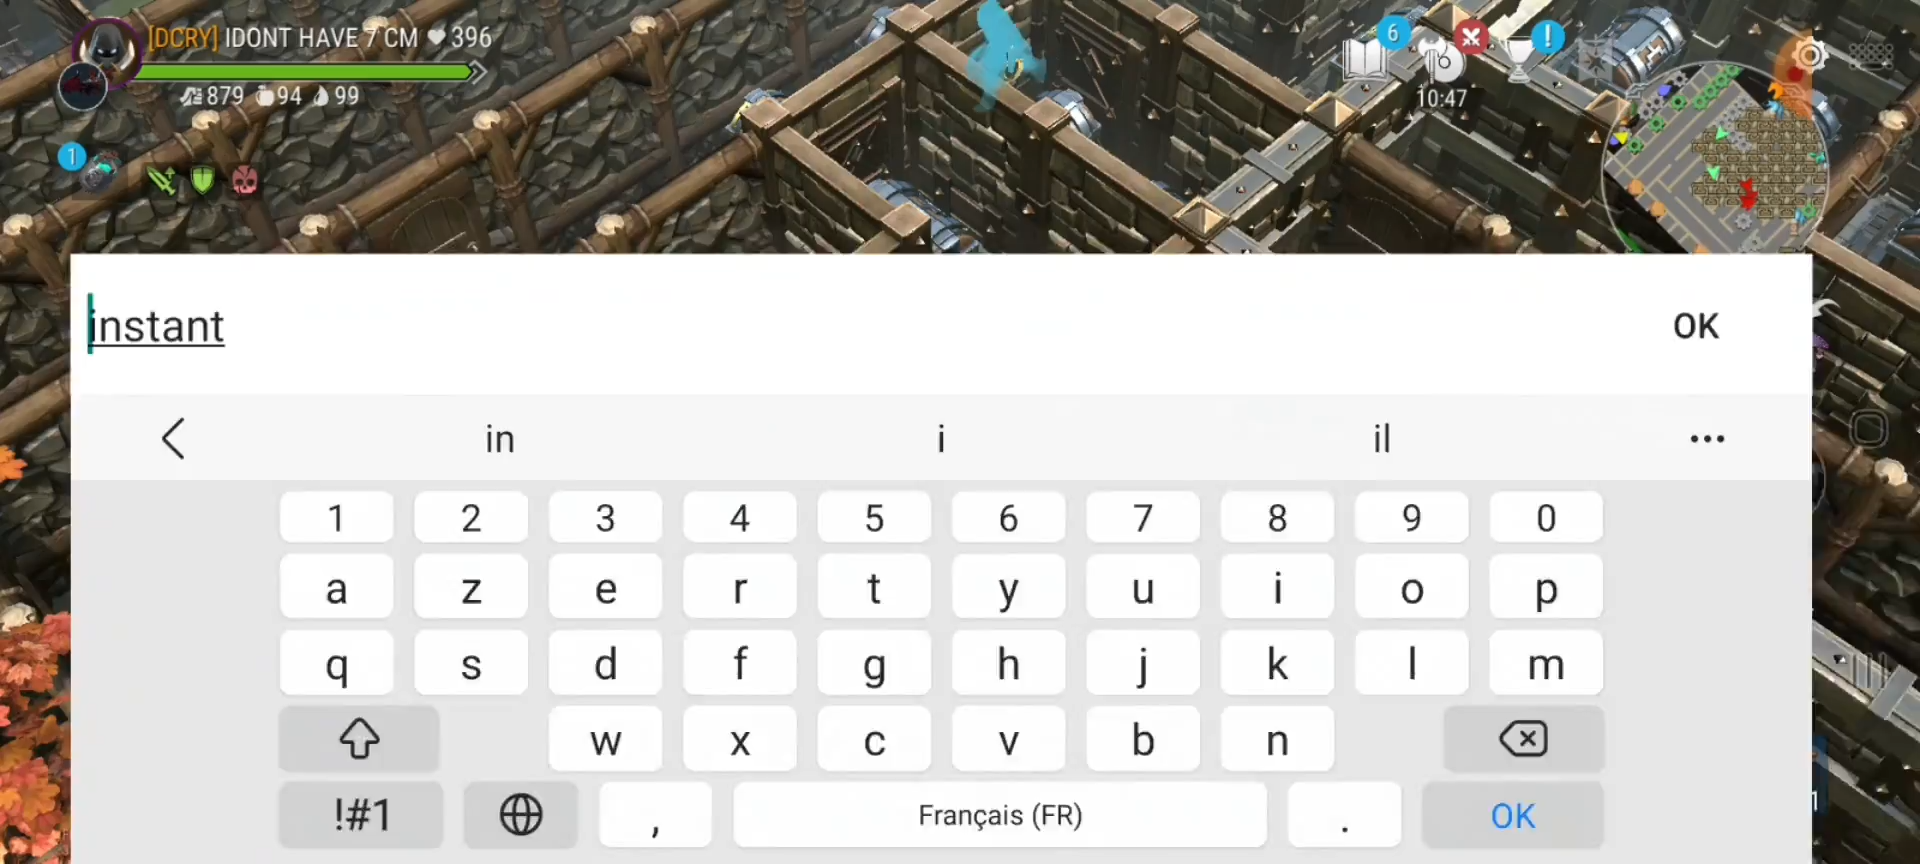 [DCRY] IDONT HAVE 7 CM 396
879 94 99
1
6
!
10:47
instant
OK
in i il ...
1 2 3 4 5 6 7 8 9 0
a z e r t y u i o p
q s d f g h j k l m
w x c v b n
!#1 , Français (FR) . OK
1